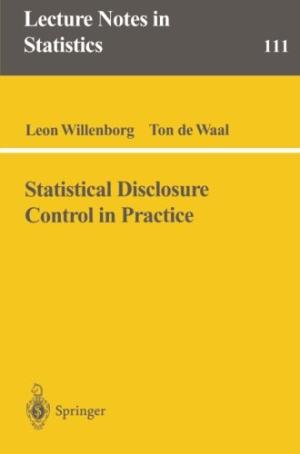 Lecture Notes in
Statistics
111
Leon Willenborg Ton de Waal
Statistical Disclosure
Control in Practice
Springer